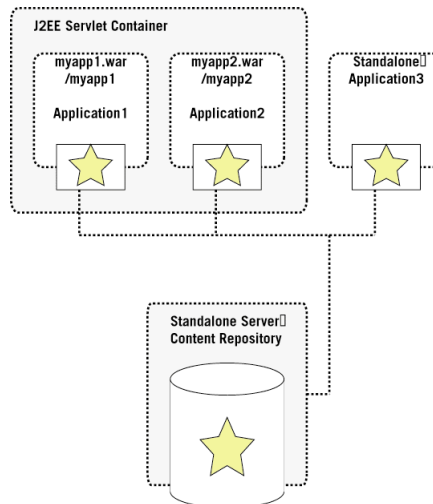 J2EE Servlet Container
myapp1.war
/myapp1
Application1
myapp2.war
/myapp2
Application2
Standalone▯
Application3
Standalone Server▯
Content Repository